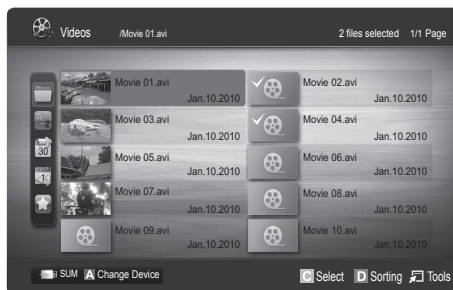 Videos /Movie 01.avi 2 files selected 1/1 Page
Movie 01.avi Movie 02.avi
Jan.10.2010 Jan.10.2010
Movie 03.avi Movie 04.avi
Jan.10.2010 Jan.10.2010
Movie 05.avi Movie 06.avi
Jan.10.2010 Jan.10.2010
Movie 07.avi Movie 08.avi
Jan.10.2010 Jan.10.2010
Movie 09.avi Movie 10.avi
Jan.10.2010 Jan.10.2010
SUM A Change Device C Select D Sorting Tools